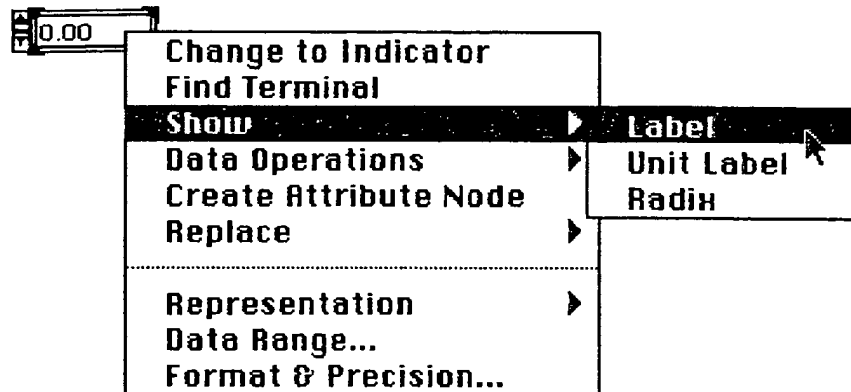 0.00
Change to Indicator
Find Terminal
Show
Data Operations
Create Attribute Node
Replace
Representation
Data Range...
Format & Precision...
Label
Unit Label
Radix